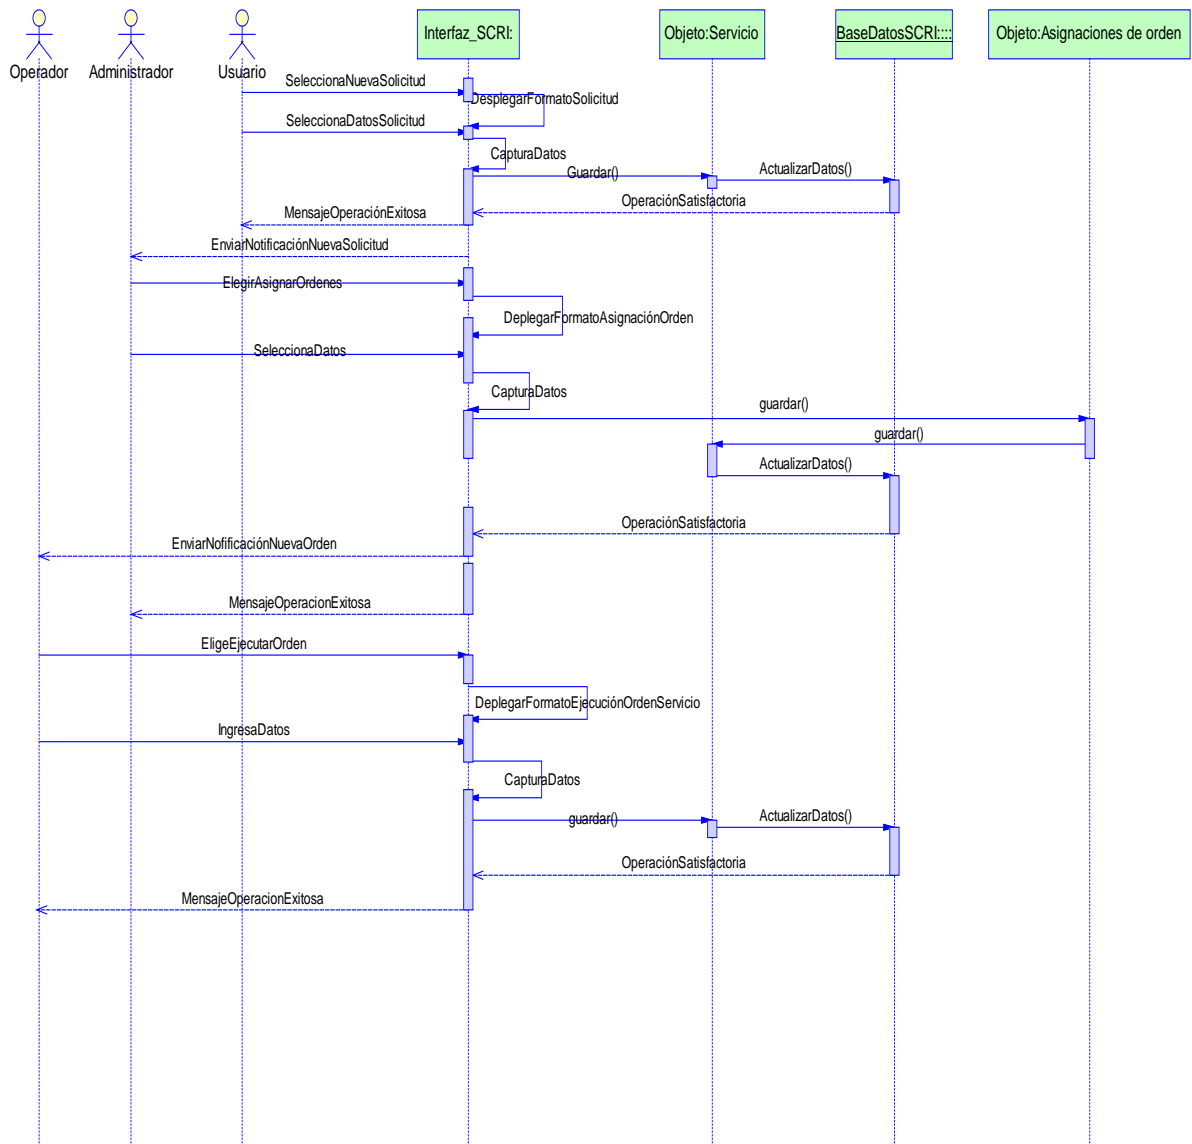 Operador
Administrador
Usuario
Interfaz_SCRI:
Objeto:Servicio
BaseDatosSCRI::::
Objeto:Asignaciones de orden
SeleccionaNuevaSolicitud
DesplegarFormatoSolicitud
SeleccionaDatosSolicitud
CapturaDatos
Guardar()
ActualizarDatos()
OperaciónSatisfactoria
MensajeOperaciónExitosa
EnviarNotificaciónNuevaSolicitud
ElegirAsignarOrdenes
DeplegarFormatoAsignaciónOrden
SeleccionaDatos
CapturaDatos
guardar()
guardar()
ActualizarDatos()
OperaciónSatisfactoria
EnviarNofificaciónNuevaOrden
MensajeOperacionExitosa
EligeEjecutarOrden
DeplegarFormatoEjecuciónOrdenServicio
IngresaDatos
CapturaDatos
guardar()
ActualizarDatos()
OperaciónSatisfactoria
MensajeOperacionExitosa